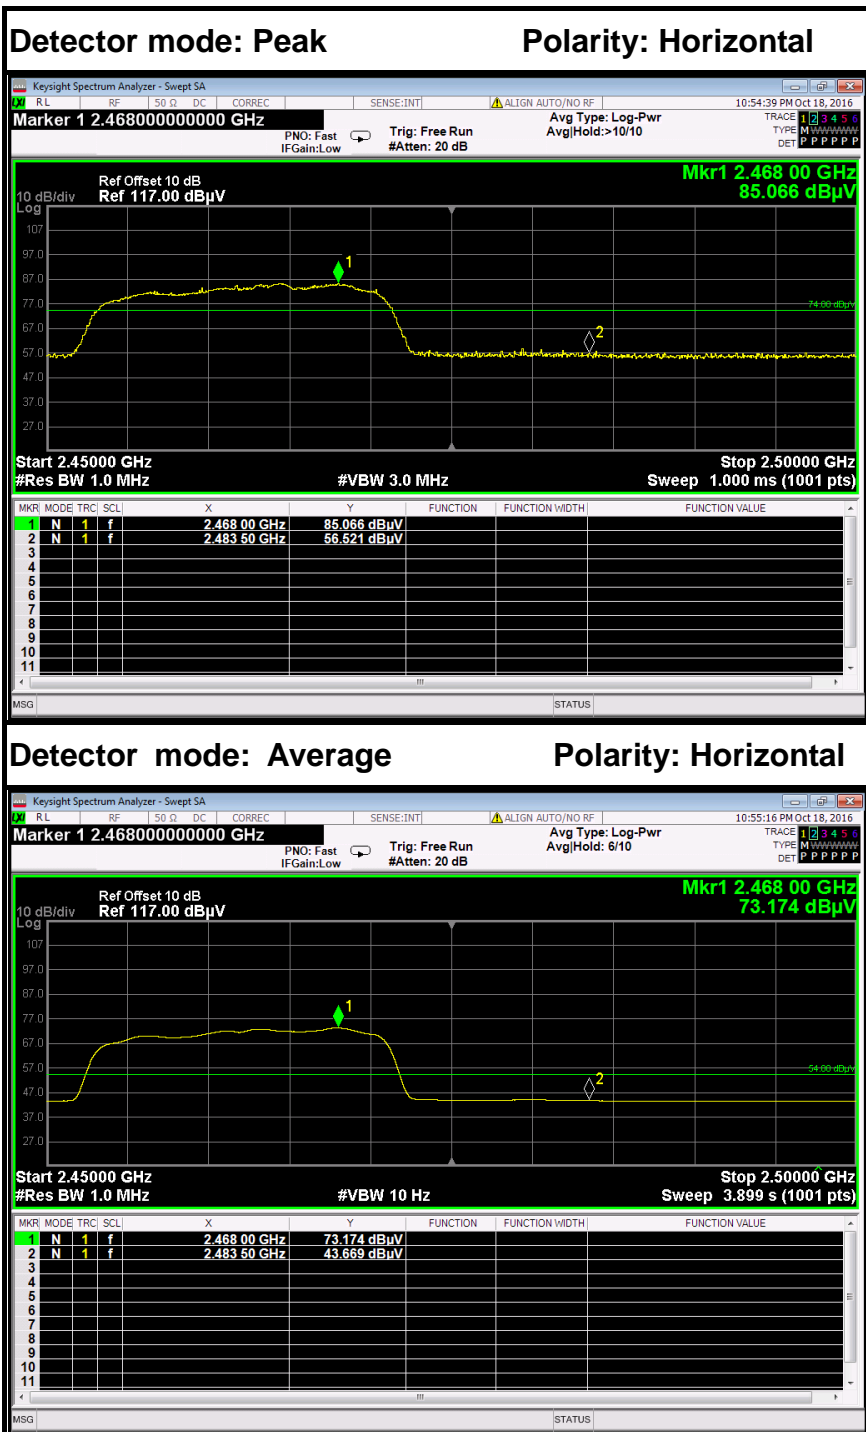 Detector mode: Peak Polarity: Horizontal
Keysight Spectrum Analyzer - Swept SA
LXI RL RF 50 Ω DC CORREC SENSE:INT ALIGN AUTO/NO RF 10:54:39 PM Oct 18, 2016
Marker 1 2.468000000000 GHz
PNO: Fast
IFGain:Low
Trig: Free Run
#Atten: 20 dB
Avg Type: Log-Pwr
Avg|Hold:>10/10
TRACE 1 2 3 4 5 6
TYPE M W W W W W
DET P P P P P P
Mkr1 2.468 00 GHz
85.066 dBµV
Ref Offset 10 dB
10 dB/div Ref 117.00 dBµV
Log
107
97.0
87.0
77.0
67.0
57.0
47.0
37.0
27.0
1
74.00 dBµV
2
Start 2.45000 GHz Stop 2.50000 GHz
#Res BW 1.0 MHz #VBW 3.0 MHz Sweep 1.000 ms (1001 pts)
MKR MODE TRC SCL X Y FUNCTION FUNCTION WIDTH FUNCTION VALUE
1 N 1 f 2.468 00 GHz 85.066 dBµV
2 N 1 f 2.483 50 GHz 56.521 dBµV
3
4
5
6
7
8
9
10
11
MSG STATUS
Detector mode: Average Polarity: Horizontal
Keysight Spectrum Analyzer - Swept SA
LXI RL RF 50 Ω DC CORREC SENSE:INT ALIGN AUTO/NO RF 10:55:16 PM Oct 18, 2016
Marker 1 2.468000000000 GHz
PNO: Fast
IFGain:Low
Trig: Free Run
#Atten: 20 dB
Avg Type: Log-Pwr
Avg|Hold: 6/10
TRACE 1 2 3 4 5 6
TYPE M W W W W W
DET P P P P P P
Mkr1 2.468 00 GHz
73.174 dBµV
Ref Offset 10 dB
10 dB/div Ref 117.00 dBµV
Log
107
97.0
87.0
77.0
67.0
57.0
47.0
37.0
27.0
1
54.00 dBµV
2
Start 2.45000 GHz Stop 2.50000 GHz
#Res BW 1.0 MHz #VBW 10 Hz Sweep 3.899 s (1001 pts)
MKR MODE TRC SCL X Y FUNCTION FUNCTION WIDTH FUNCTION VALUE
1 N 1 f 2.468 00 GHz 73.174 dBµV
2 N 1 f 2.483 50 GHz 43.669 dBµV
3
4
5
6
7
8
9
10
11
MSG STATUS